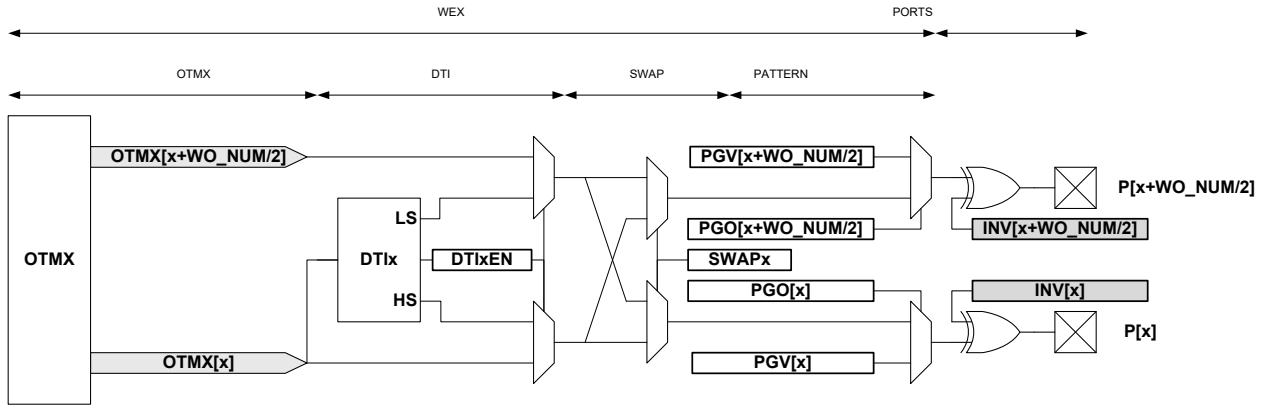 WEX
PORTS
OTMX
DTI
SWAP
PATTERN
OTMX[x+WO_NUM/2]
PGV[x+WO_NUM/2]
P[x+WO_NUM/2]
LS
PGO[x+WO_NUM/2]
INV[x+WO_NUM/2]
OTMX
DTIx
DTIxEN
SWAPx
HS
PGO[x]
INV[x]
P[x]
OTMX[x]
PGV[x]